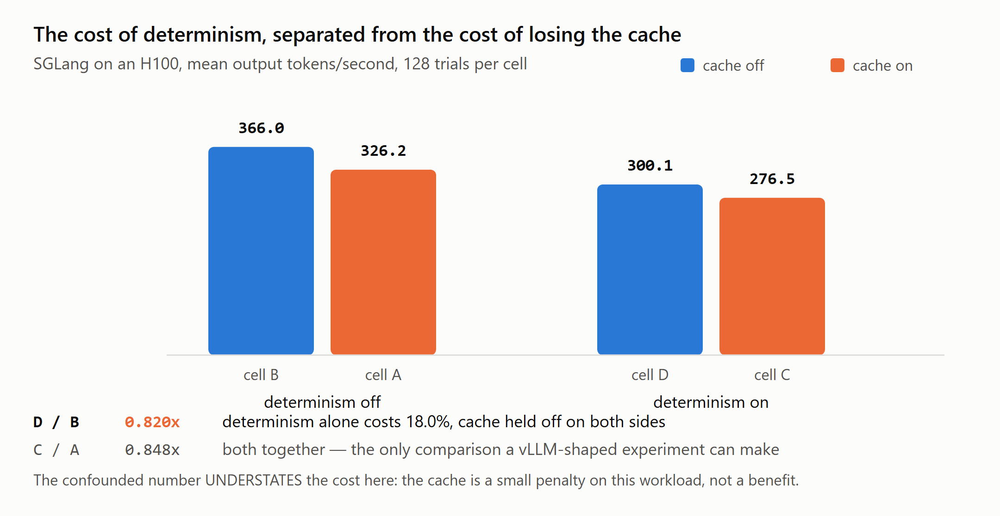 The cost of determinism, separated from the cost of losing the cache
SGLang on an H100, mean output tokens/second, 128 trials per cell
cache off
cache on
366.0
326.2
300.1
276.5
cell B
cell A
cell D
cell C
determinism off
determinism on
D / B 0.820x determinism alone costs 18.0%, cache held off on both sides
C / A 0.848x both together — the only comparison a vLLM-shaped experiment can make
The confounded number UNDERSTATES the cost here: the cache is a small penalty on this workload, not a benefit.